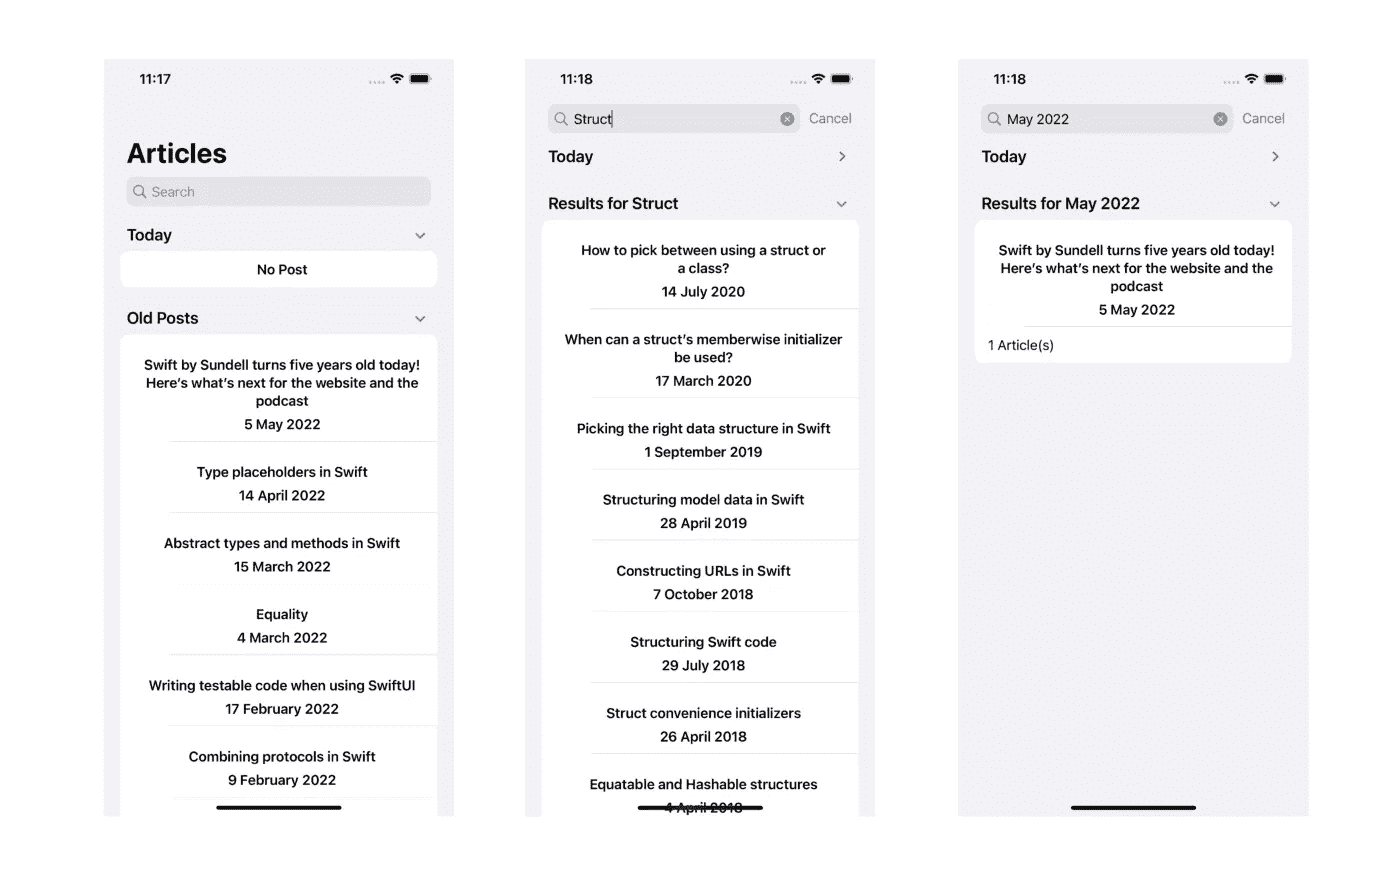 11:17
Articles
Search
Today
No Post
Old Posts
Swift by Sundell turns five years old today!
Here's what's next for the website and the
podcast
5 May 2022
Type placeholders in Swift
14 April 2022
Abstract types and methods in Swift
15 March 2022
Equality
4 March 2022
Writing testable code when using SwiftUI
17 February 2022
Combining protocols in Swift
9 February 2022
11:18
Struct
Cancel
Today
Results for Struct
How to pick between using a struct or
a class?
14 July 2020
When can a struct's memberwise initializer
be used?
17 March 2020
Picking the right data structure in Swift
1 September 2019
Structuring model data in Swift
28 April 2019
Constructing URLs in Swift
7 October 2018
Structuring Swift code
29 July 2018
Struct convenience initializers
26 April 2018
Equatable and Hashable structures
4 April 2018
11:18
May 2022
Cancel
Today
Results for May 2022
Swift by Sundell turns five years old today!
Here's what's next for the website and the
podcast
5 May 2022
1 Article(s)